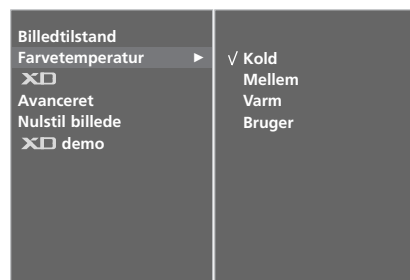 Billedtilstand
Farvetemperatur ►
XD
Avanceret
Nulstil billede
XD demo
√ Kold
Mellem
Varm
Bruger